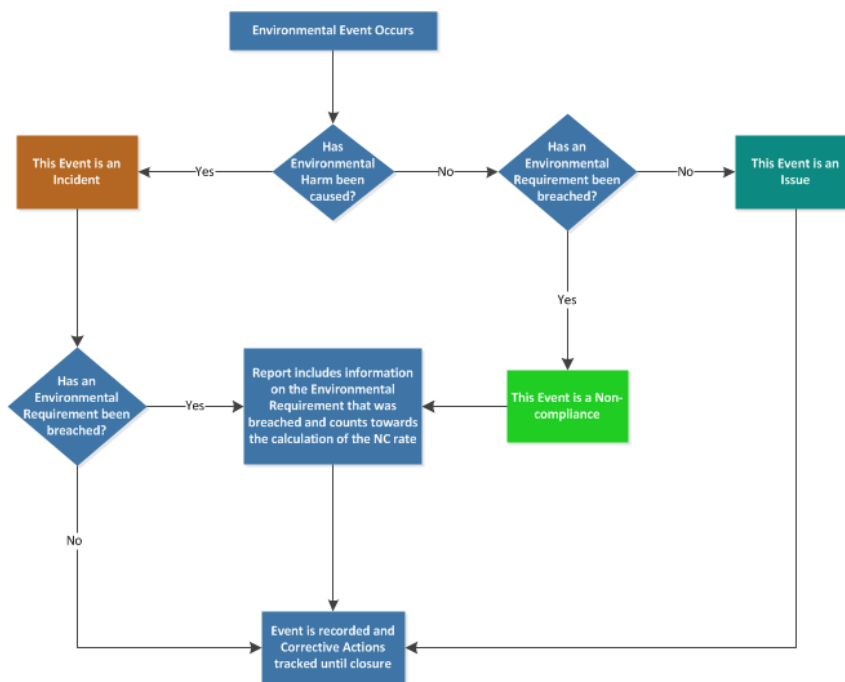 Environmental Event Occurs
This Event is an
Incident
Yes
Has
Environmental
Harm been
caused?
No
Has an
Environmental
Requirement been
breached?
No
This Event is an
Issue
Yes
Has an
Environmental
Requirement been
breached?
Yes
Report includes information
on the Environmental
Requirement that was
breached and counts towards
the calculation of the NC rate
This Event is a Non-
compliance
No
Event is recorded and
Corrective Actions
tracked until closure